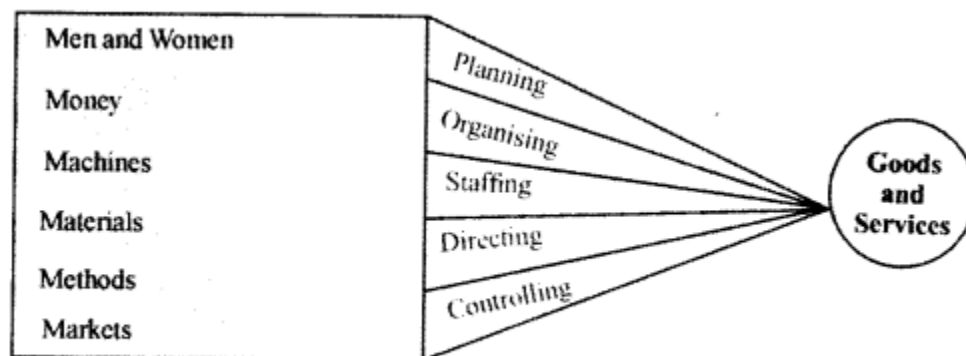 Men and Women
Money
Machines
Materials
Methods
Markets
Planning
Organising
Staffing
Directing
Controlling
Goods
and
Services